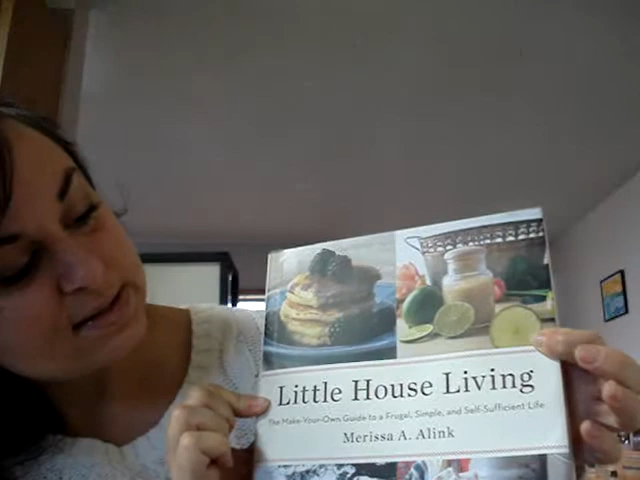 Little House Living
The Make-Your-Own Guide to a Frugal, Simple, and Self-Sufficient Life
Merissa A. Alink